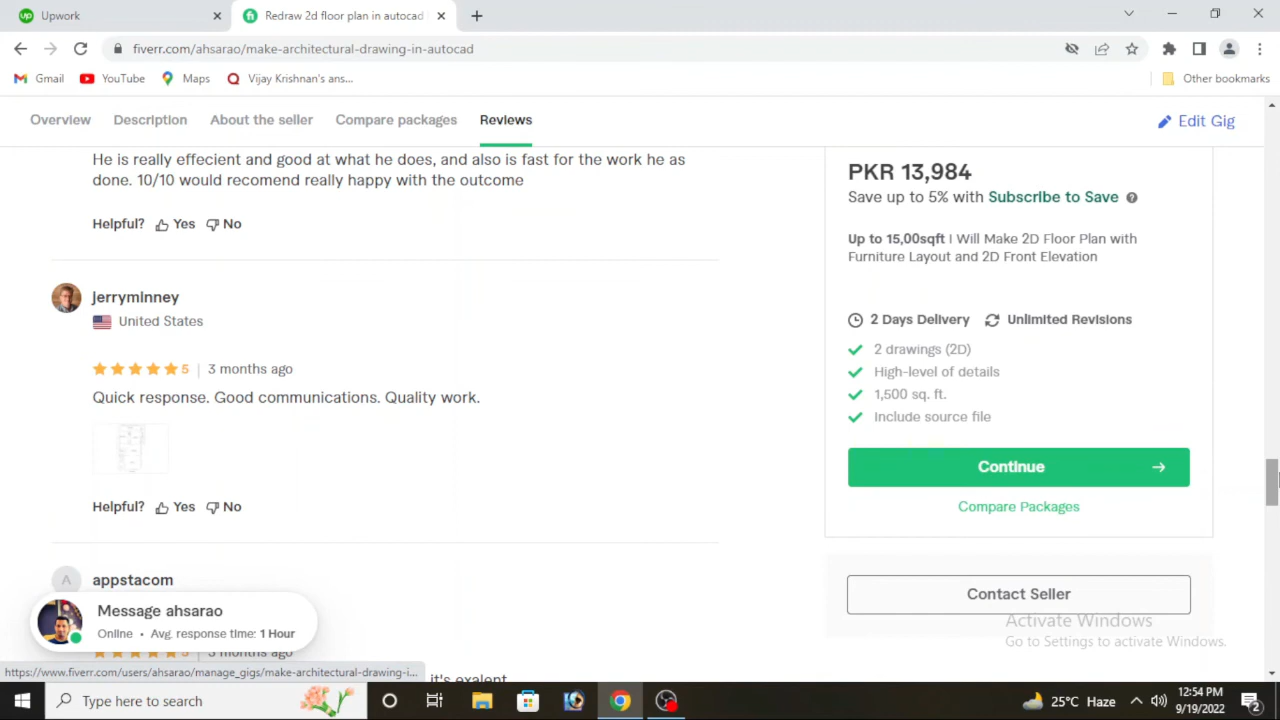 Upwork
Redraw 2d floor plan in autocad
fiverr.com/ahsarao/make-architectural-drawing-in-autocad
Gmail YouTube Maps Vijay Krishnan's ans... Other bookmarks
Overview Description About the seller Compare packages Reviews Edit Gig
He is really effecient and good at what he does, and also is fast for the work he as
done. 10/10 would recomend really happy with the outcome
Helpful? Yes No
jerryminney
United States
5 | 3 months ago
Quick response. Good communications. Quality work.
Helpful? Yes No
A appstacom
Message ahsarao
Online • Avg. response time: 1 Hour
5 | 3 months ago
it's exalent
https://www.fiverr.com/users/ahsarao/manage_gigs/make-architectural-drawing-i...
PKR 13,984
Save up to 5% with Subscribe to Save ?
Up to 15,00sqft | Will Make 2D Floor Plan with
Furniture Layout and 2D Front Elevation
2 Days Delivery Unlimited Revisions
2 drawings (2D)
High-level of details
1,500 sq. ft.
Include source file
Continue
Compare Packages
Contact Seller
Activate Windows
Go to Settings to activate Windows.
Type here to search
25°C Haze
12:54 PM
9/19/2022
2